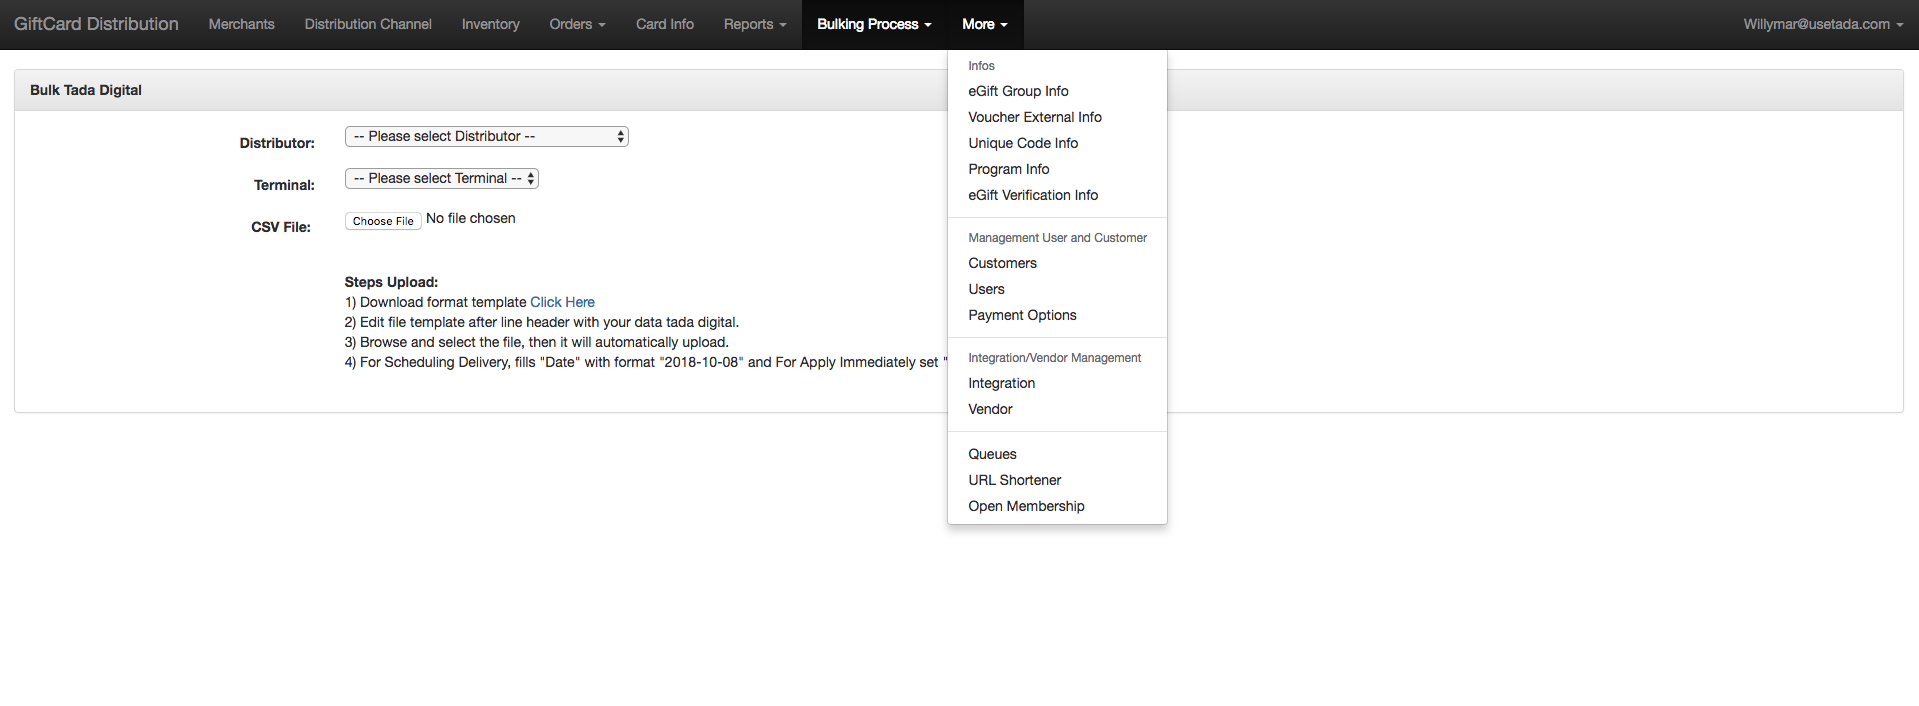 GiftCard Distribution Merchants Distribution Channel Inventory Orders Card Info Reports Bulking Process More Willymar@usetada.com
Bulk Tada Digital
Distributor: -- Please select Distributor --
Terminal: -- Please select Terminal --
CSV File: Choose File No file chosen
Steps Upload:
1) Download format template Click Here
2) Edit file template after line header with your data tada digital.
3) Browse and select the file, then it will automatically upload.
4) For Scheduling Delivery, fills "Date" with format "2018-10-08" and For Apply Immediately set "
Infos
eGift Group Info
Voucher External Info
Unique Code Info
Program Info
eGift Verification Info
Management User and Customer
Customers
Users
Payment Options
Integration/Vendor Management
Integration
Vendor
Queues
URL Shortener
Open Membership